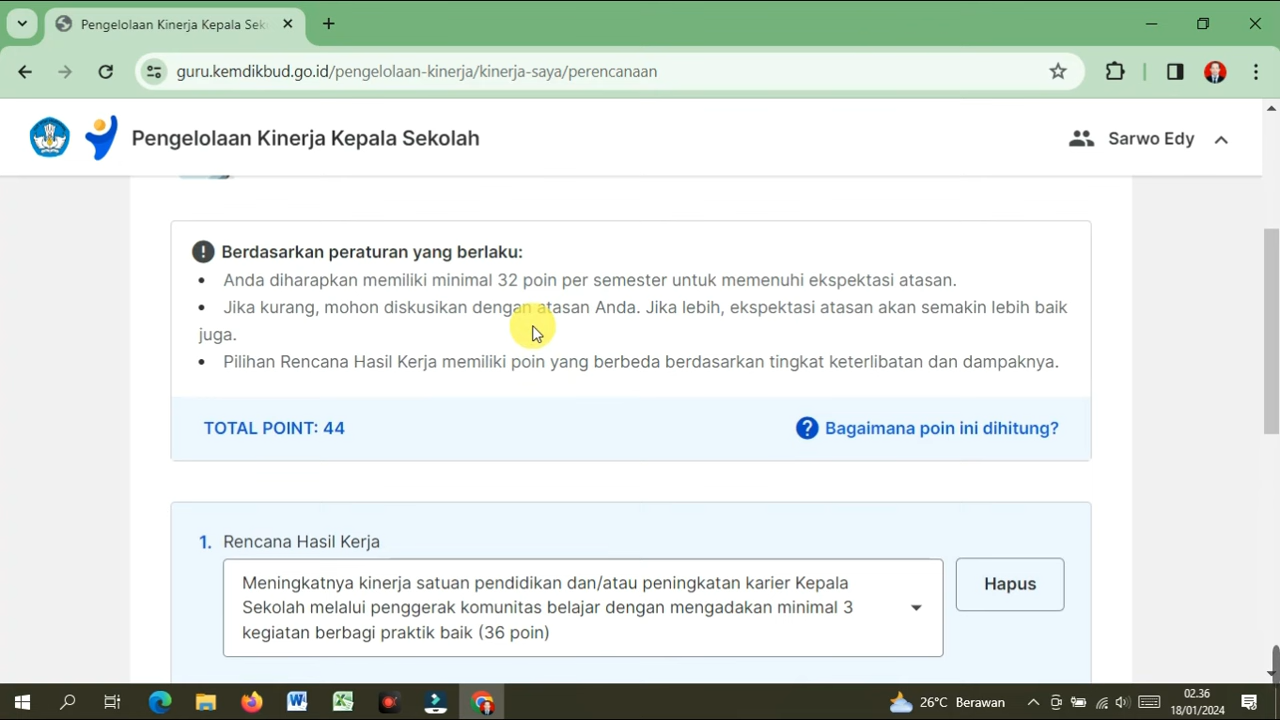 Pengelolaan Kinerja Kepala Sek
guru.kemdikbud.go.id/pengelolaan-kinerja/kinerja-saya/perencanaan
Pengelolaan Kinerja Kepala Sekolah
Sarwo Edy
Berdasarkan peraturan yang berlaku:
• Anda diharapkan memiliki minimal 32 poin per semester untuk memenuhi ekspektasi atasan.
• Jika kurang, mohon diskusikan dengan atasan Anda. Jika lebih, ekspektasi atasan akan semakin lebih baik
juga.
• Pilihan Rencana Hasil Kerja memiliki poin yang berbeda berdasarkan tingkat keterlibatan dan dampaknya.
TOTAL POINT: 44
? Bagaimana poin ini dihitung?
1. Rencana Hasil Kerja
Meningkatnya kinerja satuan pendidikan dan/atau peningkatan karier Kepala
Sekolah melalui penggerak komunitas belajar dengan mengadakan minimal 3
kegiatan berbagi praktik baik (36 poin)
Hapus
26°C Berawan
02.36
18/01/2024